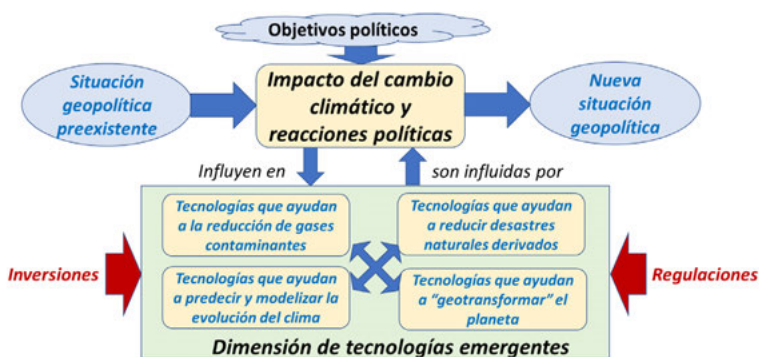 Objetivos políticos
Situación
geopolítica
preexistente
Impacto del cambio
climático y
reacciones políticas
Nueva
situación
geopolítica
Influyen en
son influidas por
Tecnologías que ayudan
a la reducción de gases
contaminantes
Tecnologías que ayudan
a reducir desastres
naturales derivados
Inversiones
Regulaciones
Tecnologías que ayudan
a predecir y modelizar la
evolución del clima
Tecnologías que ayudan
a “geotransformar” el
planeta
Dimensión de tecnologías emergentes